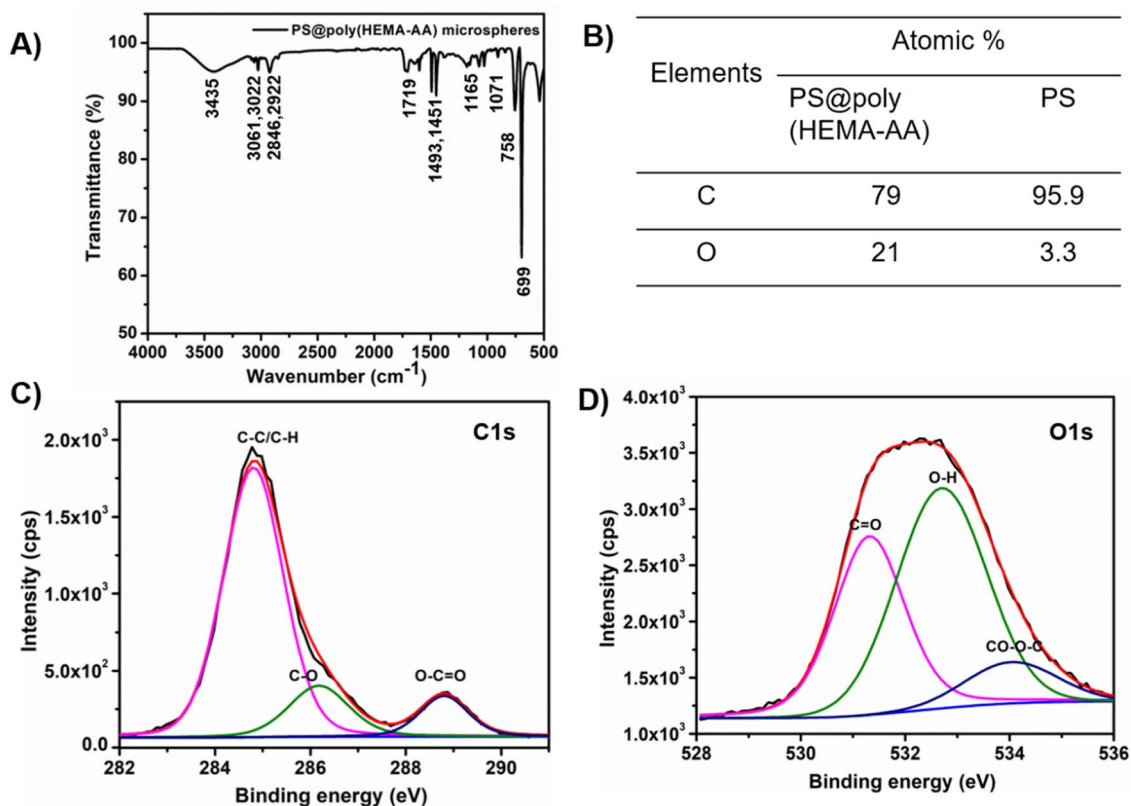 A)
PS@poly(HEMA-AA) microspheres
Transmittance (%)
100
90
80
70
60
50
3435
3061,3022
2846,2922
1719
1493,1451
1165
1071
758
699
4000 3500 3000 2500 2000 1500 1000 500
Wavenumber (cm⁻¹)
B)
Elements
Atomic %
PS@poly
(HEMA-AA)
PS
C 79 95.9
O 21 3.3
C)
C1s
C-C/C-H
C-O
O-C=O
Intensity (cps)
2.0x10³
1.5x10³
1.0x10³
5.0x10²
0.0
282 284 286 288 290
Binding energy (eV)
D)
O1s
C=O
O-H
CO-O-C
Intensity (cps)
4.0x10³
3.5x10³
3.0x10³
2.5x10³
2.0x10³
1.5x10³
1.0x10³
528 530 532 534 536
Binding energy (eV)